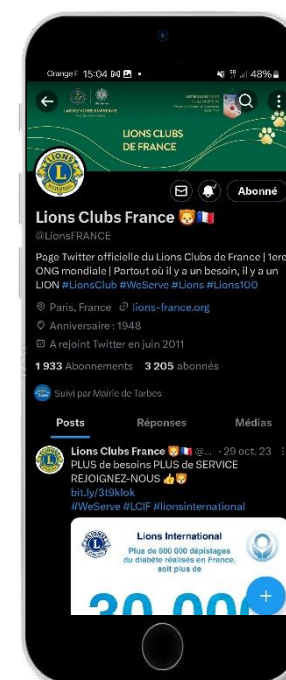 Orange F 15:04
48%
LIONS CLUBS
DE FRANCE
LIONS
L
Abonné
Lions Clubs France
@LionsFRANCE
Page Twitter officielle du Lions Clubs de France | 1ere
ONG mondiale | Partout où il y a un besoin, il y a un
LION #LionsClub #WeServe #Lions #Lions100
Paris, France lions-france.org
Anniversaire : 1948
A rejoint Twitter en juin 2011
1 933 Abonnements 3 205 abonnés
Suivi par Mairie de Tarbes
Posts Réponses Médias
Lions Clubs France @... · 29 oct. 23
PLUS de besoins PLUS de SERVICE
REJOIGNEZ-NOUS
bit.ly/3t9klok
#WeServe #LCIF #lionsinternational
Lions International
Plus de 600 000 dépistages
du diabète réalisés en France,
soit plus de
30 000